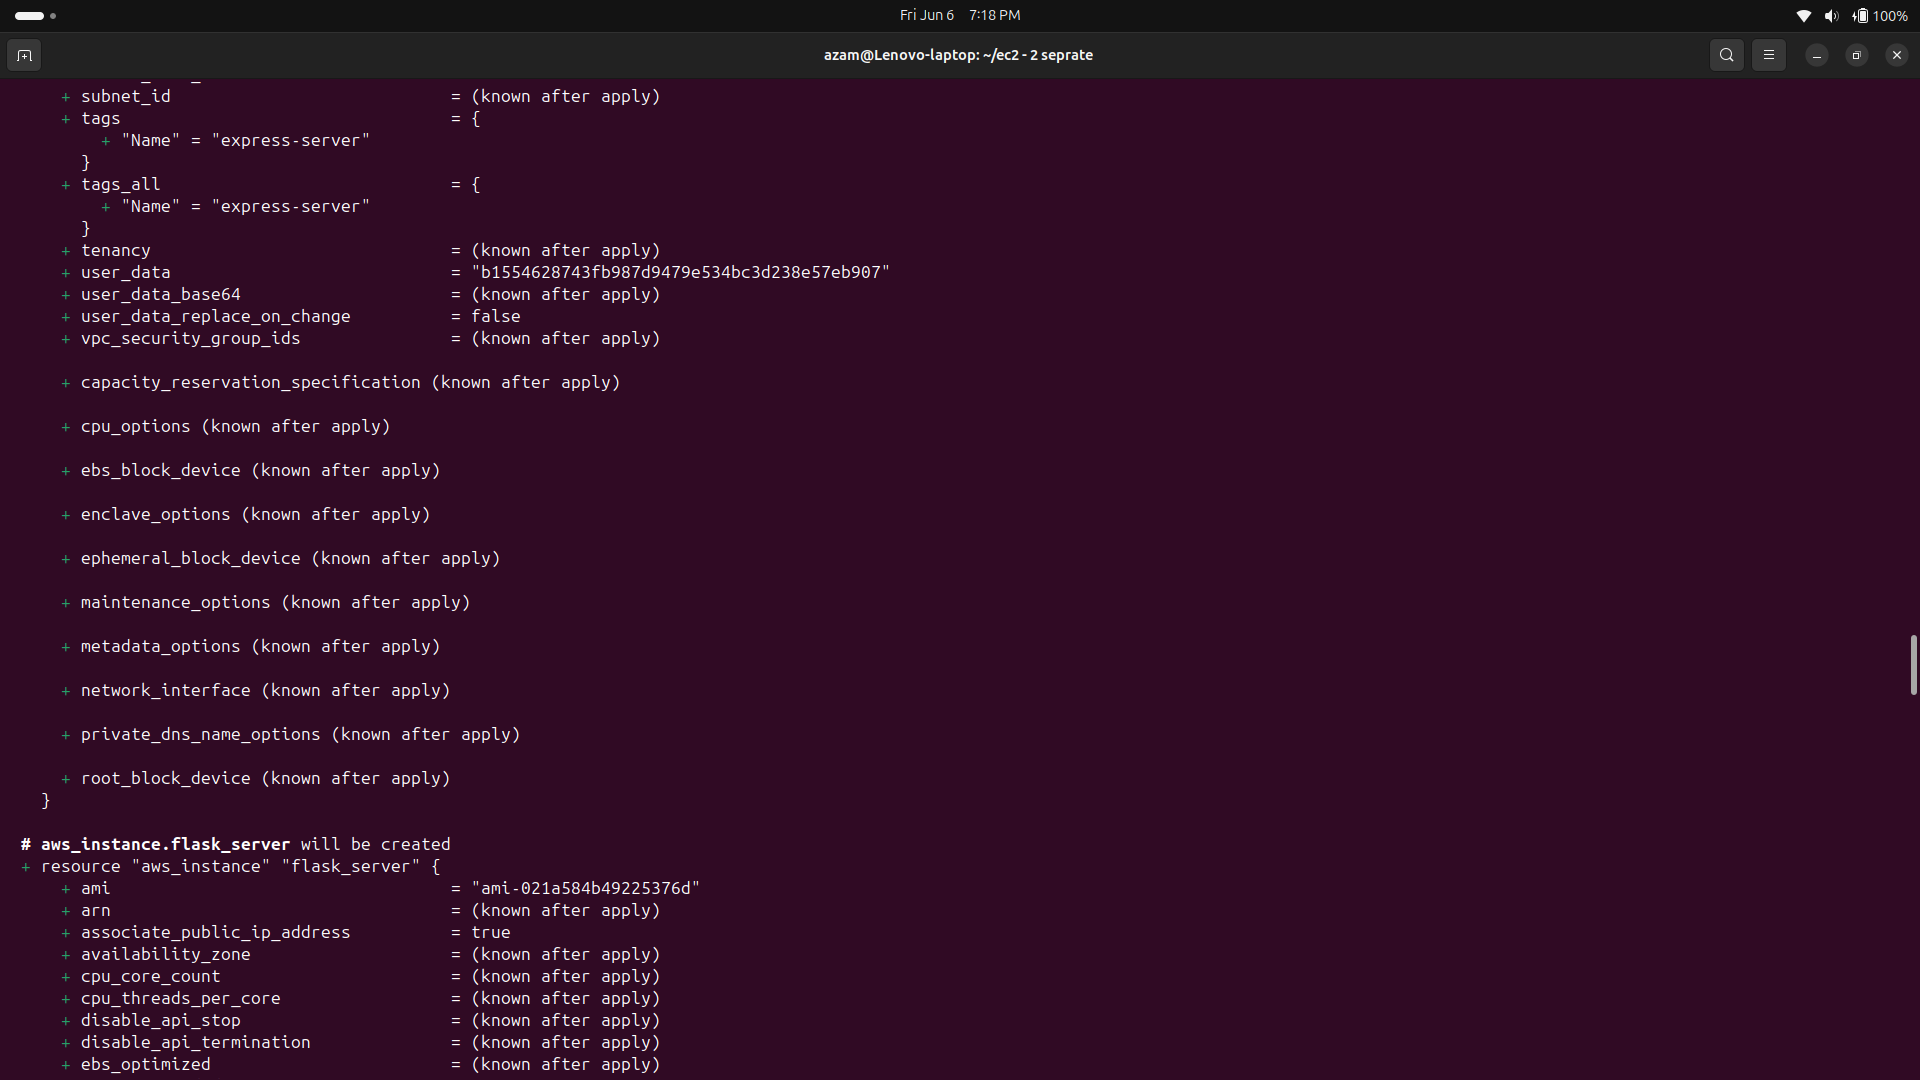 Fri Jun 6 7:18 PM
100%
azam@Lenovo-laptop: ~/ec2 - 2 seprate
+ subnet_id = (known after apply)
+ tags = {
+ "Name" = "express-server"
}
+ tags_all = {
+ "Name" = "express-server"
}
+ tenancy = (known after apply)
+ user_data = "b1554628743fb987d9479e534bc3d238e57eb907"
+ user_data_base64 = (known after apply)
+ user_data_replace_on_change = false
+ vpc_security_group_ids = (known after apply)
+ capacity_reservation_specification (known after apply)
+ cpu_options (known after apply)
+ ebs_block_device (known after apply)
+ enclave_options (known after apply)
+ ephemeral_block_device (known after apply)
+ maintenance_options (known after apply)
+ metadata_options (known after apply)
+ network_interface (known after apply)
+ private_dns_name_options (known after apply)
+ root_block_device (known after apply)
}
# aws_instance.flask_server will be created
+ resource "aws_instance" "flask_server" {
+ ami = "ami-021a584b49225376d"
+ arn = (known after apply)
+ associate_public_ip_address = true
+ availability_zone = (known after apply)
+ cpu_core_count = (known after apply)
+ cpu_threads_per_core = (known after apply)
+ disable_api_stop = (known after apply)
+ disable_api_termination = (known after apply)
+ ebs_optimized = (known after apply)